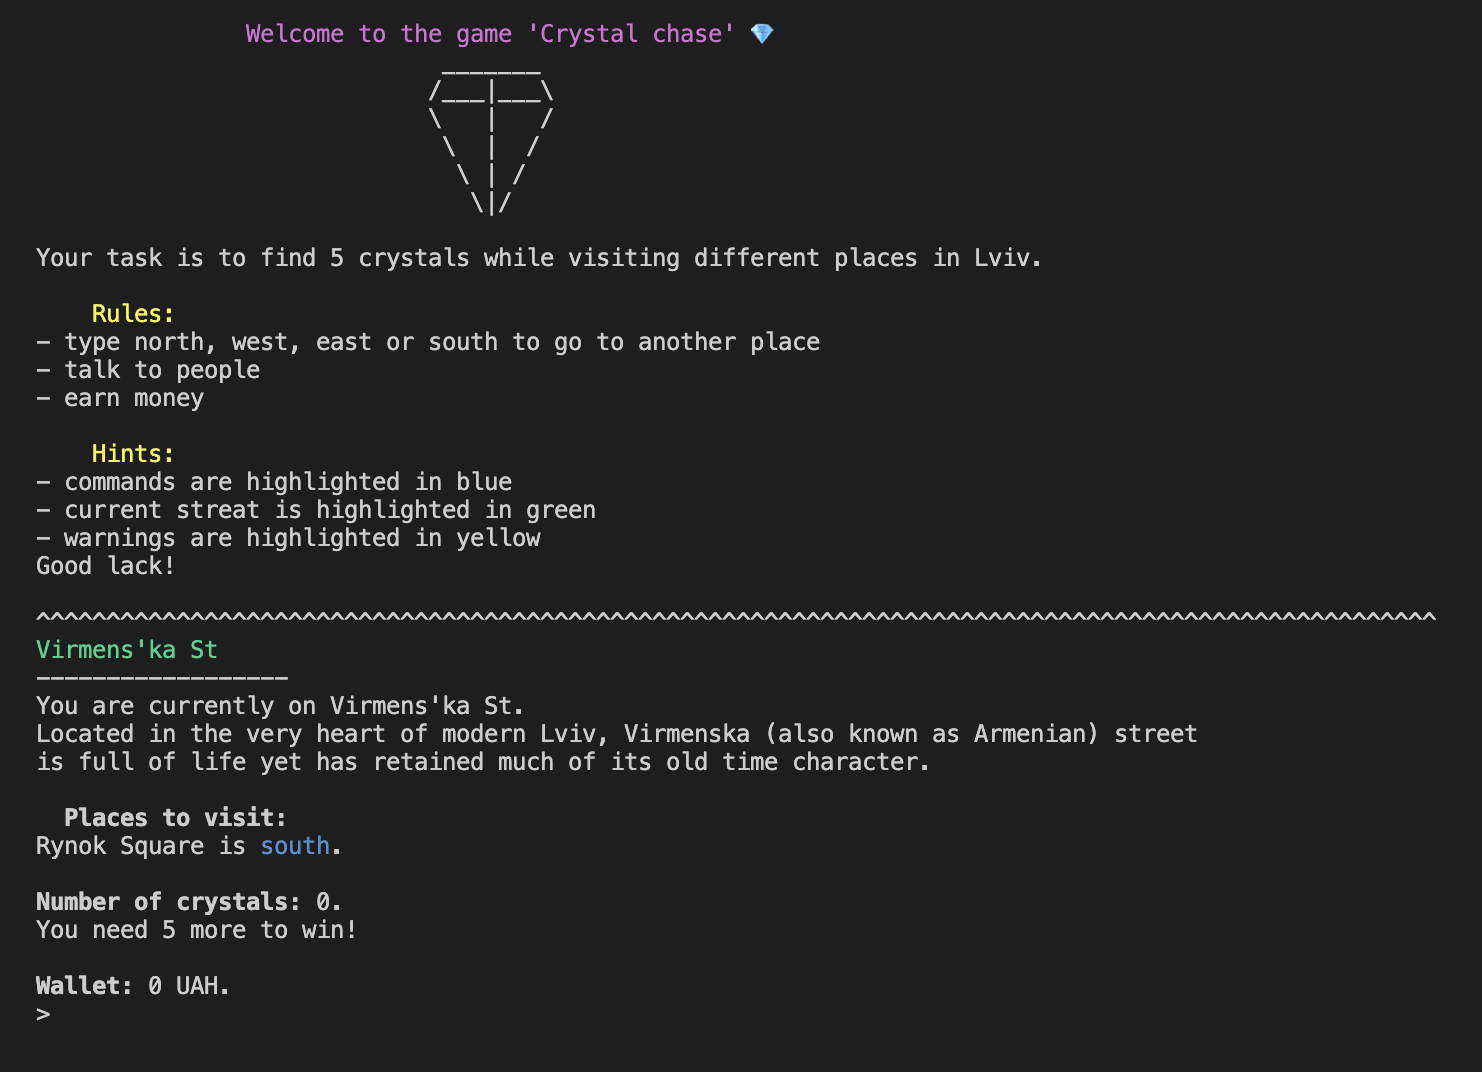 Welcome to the game 'Crystal chase' 💎
 _______
/___|___\
\   |   /
 \  |  /
  \ | /
   \|/
Your task is to find 5 crystals while visiting different places in Lviv.
Rules:
- type north, west, east or south to go to another place
- talk to people
- earn money
Hints:
- commands are highlighted in blue
- current streat is highlighted in green
- warnings are highlighted in yellow
Good lack!
^^^^^^^^^^^^^^^^^^^^^^^^^^^^^^^^^^^^^^^^^^^^^^^^^^^^^^^^^^^^^^^^^^^^^^^^^^^^^^^^^^^^^^^^^^^^^^^^^^^^
Virmens'ka St
------------------
You are currently on Virmens'ka St.
Located in the very heart of modern Lviv, Virmenska (also known as Armenian) street
is full of life yet has retained much of its old time character.
Places to visit:
Rynok Square is south.
Number of crystals: 0.
You need 5 more to win!
Wallet: 0 UAH.
>